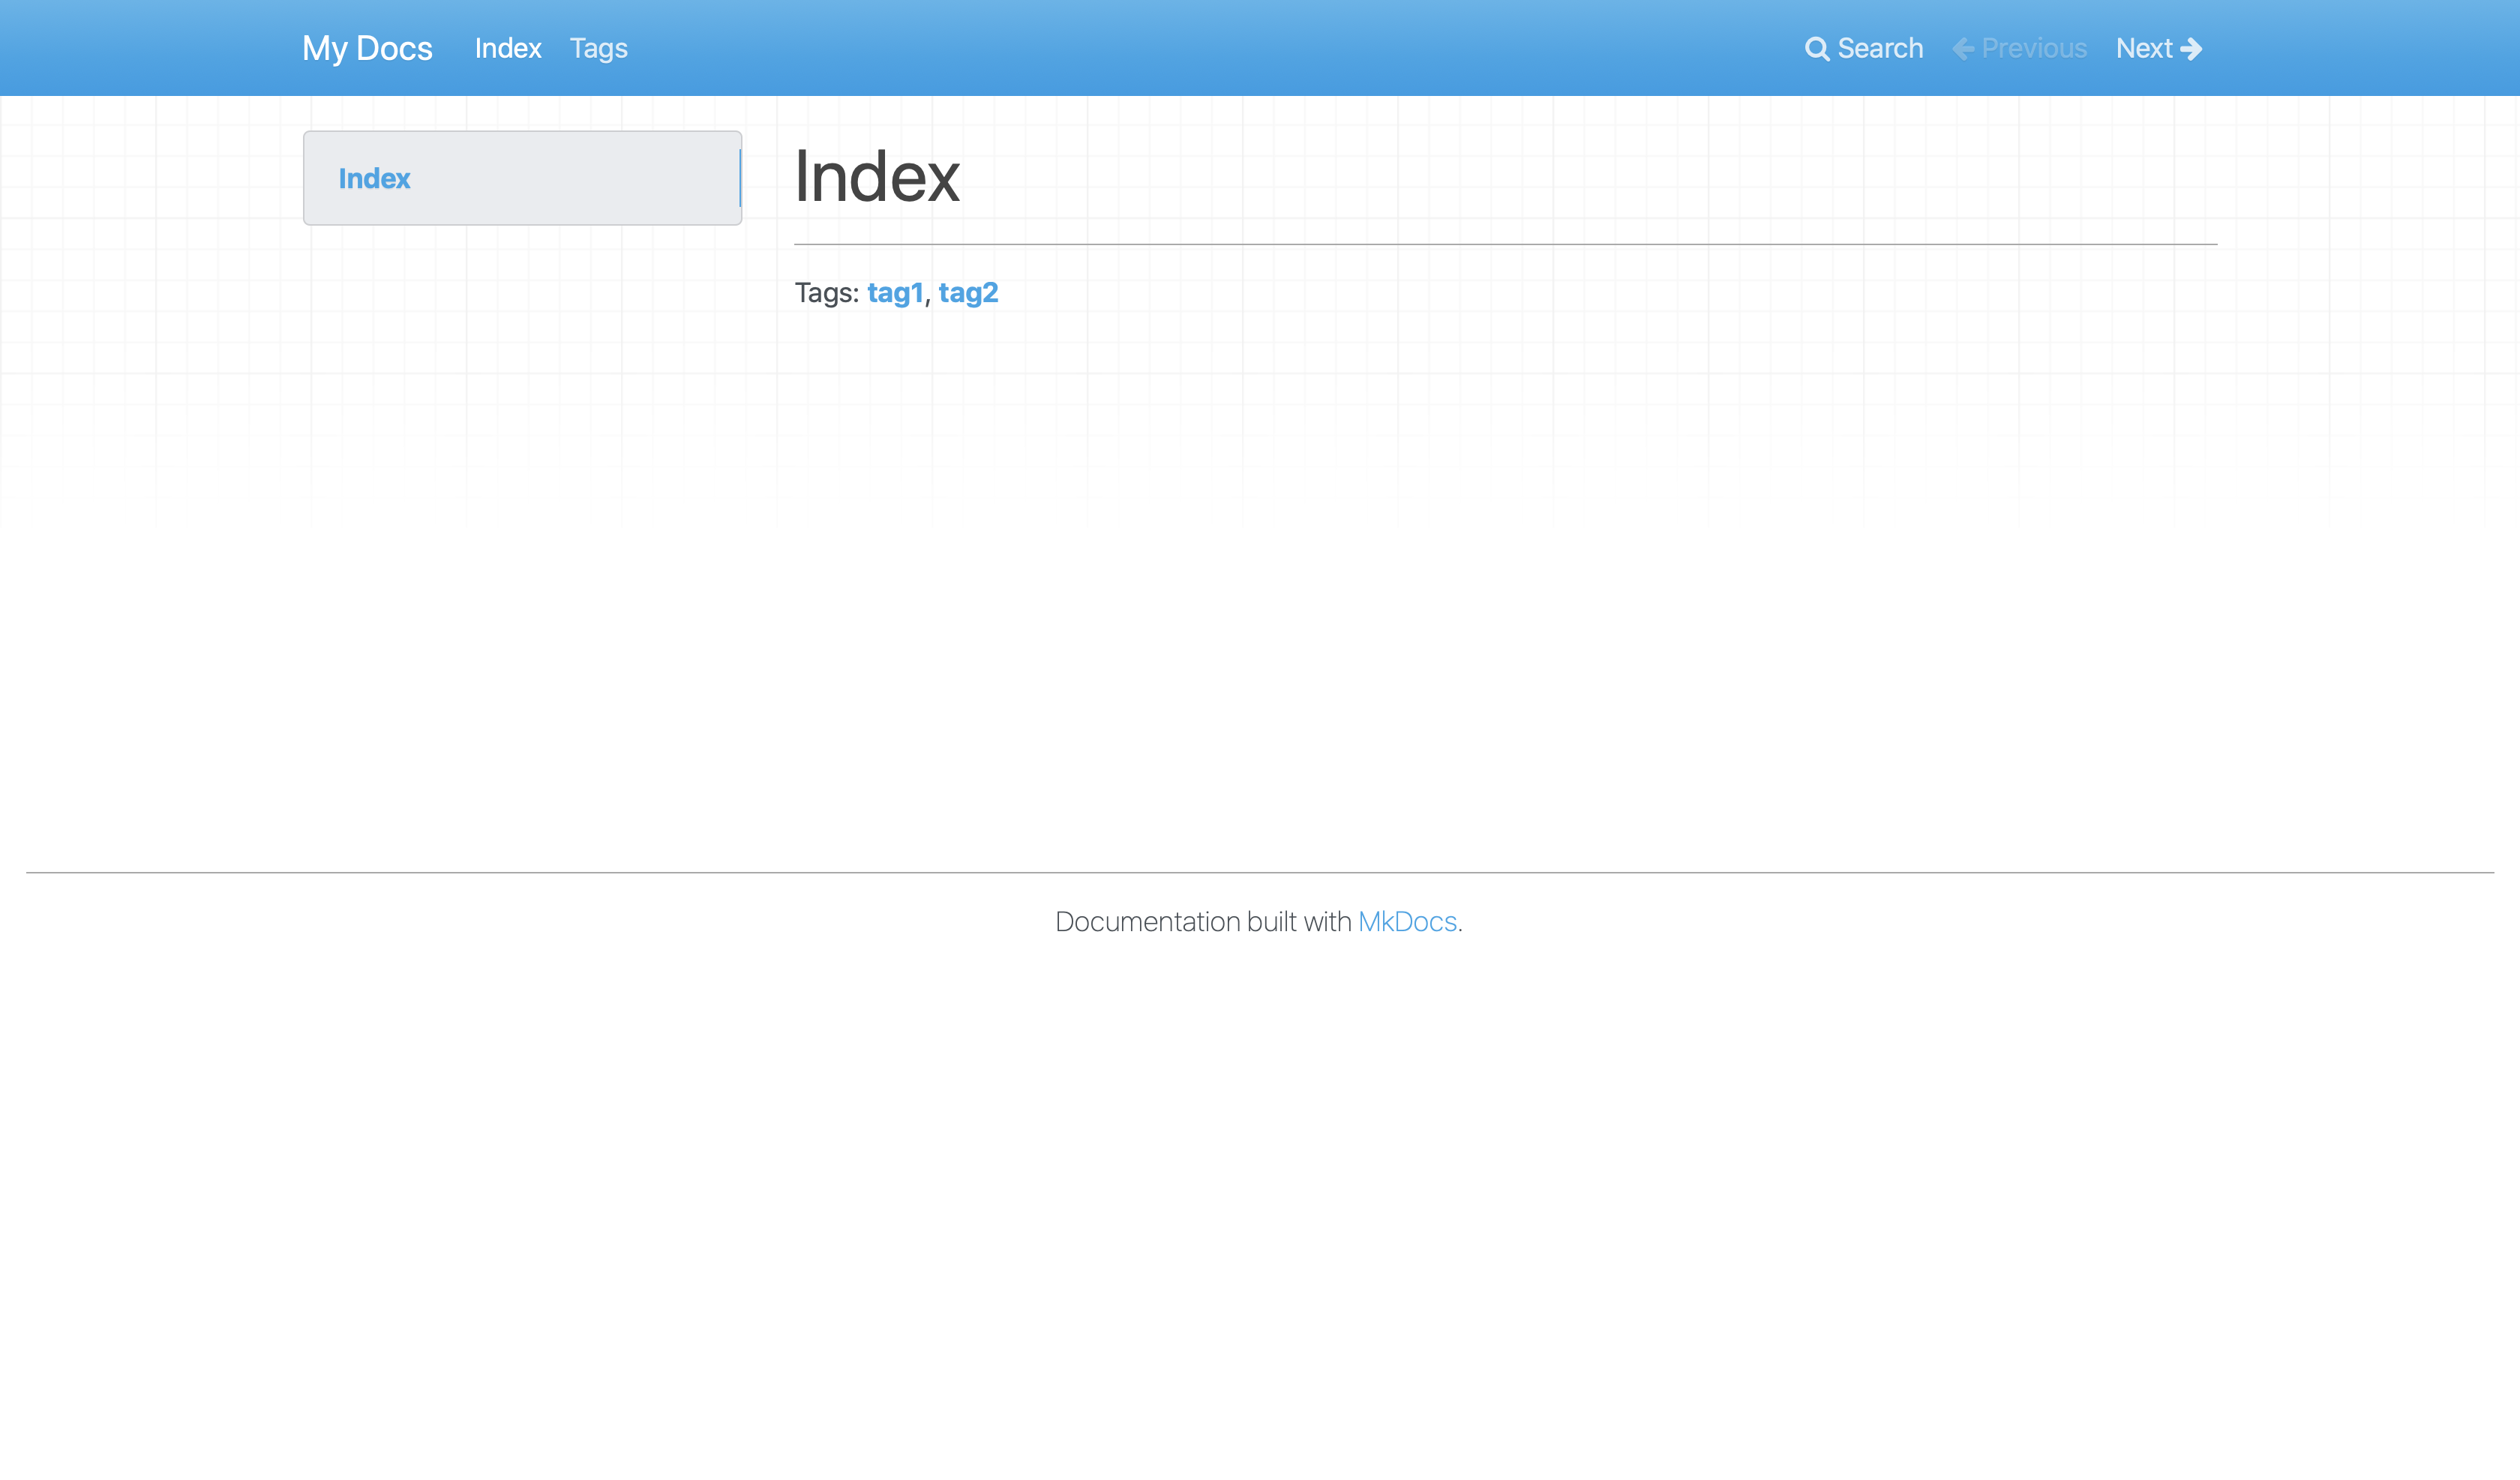 My Docs Index Tags Search Previous Next
Index
Index
Tags: tag1, tag2
Documentation built with MkDocs.